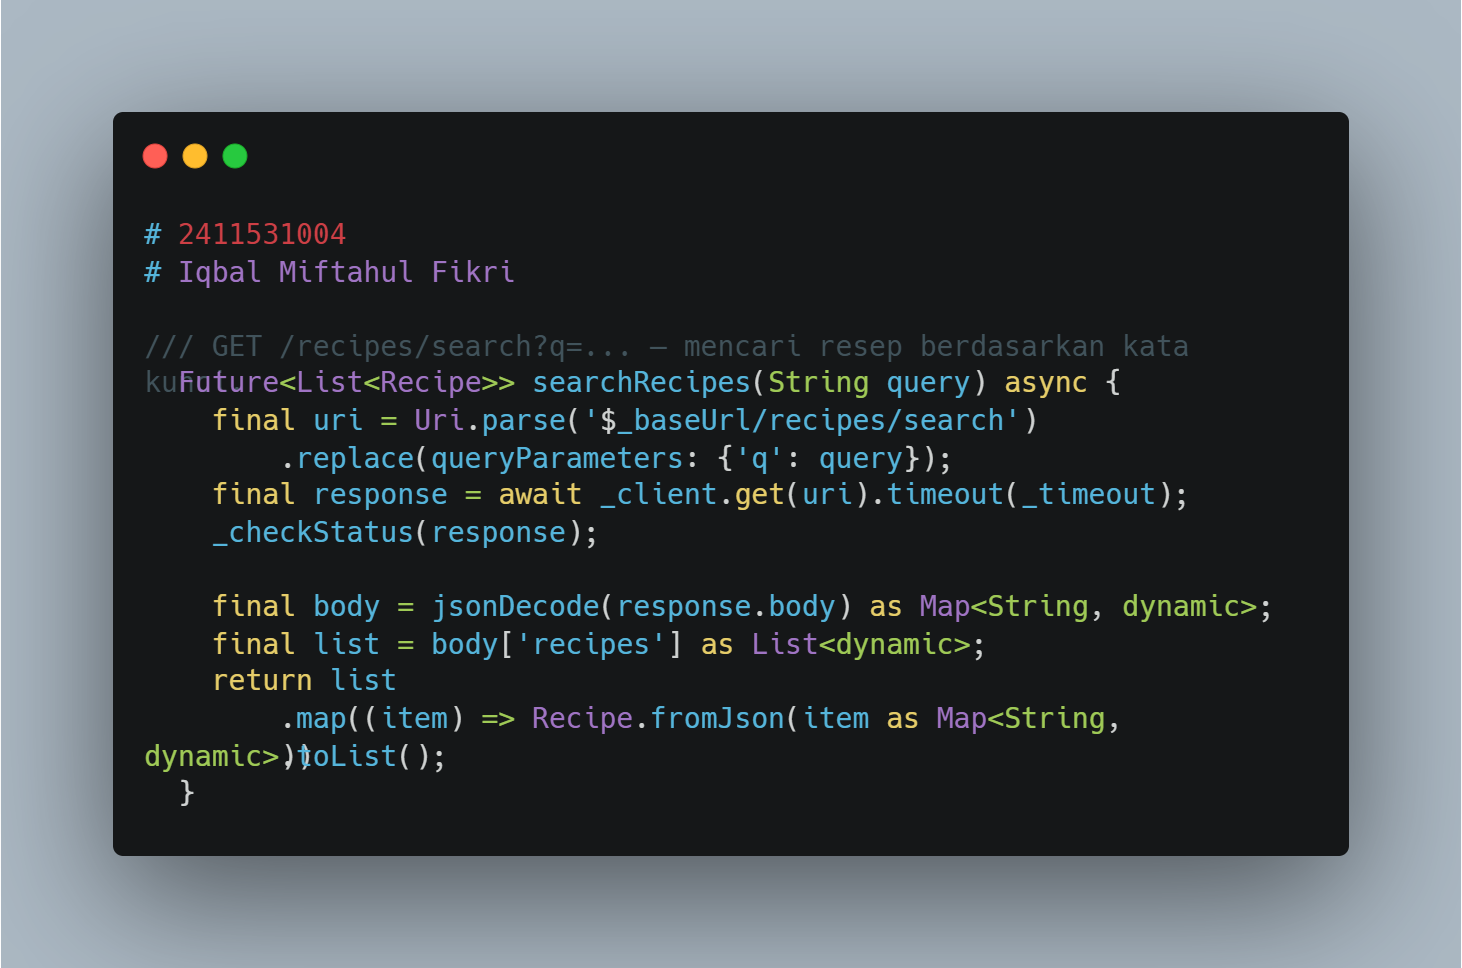 # 2411531004
# Iqbal Miftahul Fikri
/// GET /recipes/search?q=... — mencari resep berdasarkan kata
Future<List<Recipe>> searchRecipes(String query) async {
final uri = Uri.parse('$_baseUrl/recipes/search')
.replace(queryParameters: {'q': query});
final response = await _client.get(uri).timeout(_timeout);
_checkStatus(response);
final body = jsonDecode(response.body) as Map<String, dynamic>;
final list = body['recipes'] as List<dynamic>;
return list
.map((item) => Recipe.fromJson(item as Map<String,
dynamic>))
.toList();
}